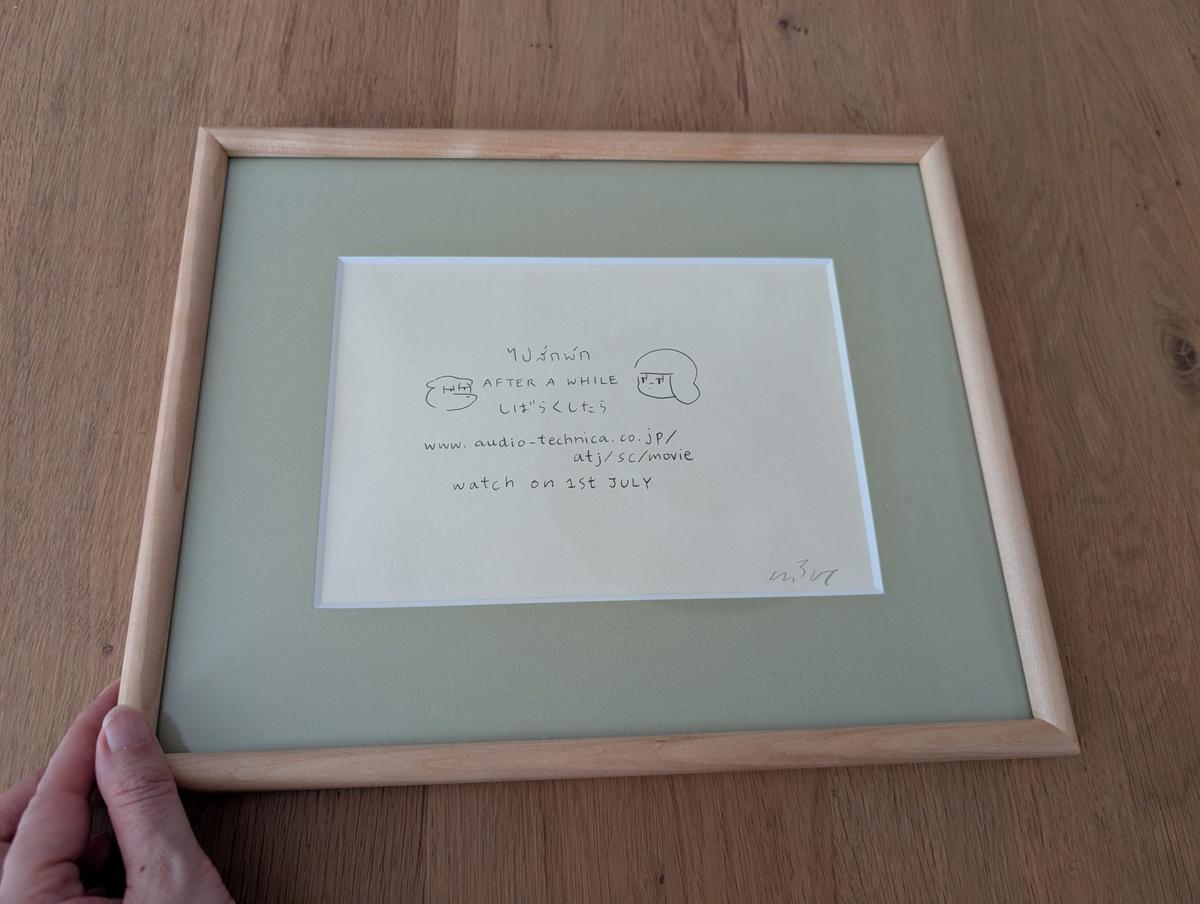 ไปสักพัก
AFTER A WHILE
しばらくしたら
www.audio-technica.co.jp/
atj/sc/movie
watch on 1st JULY